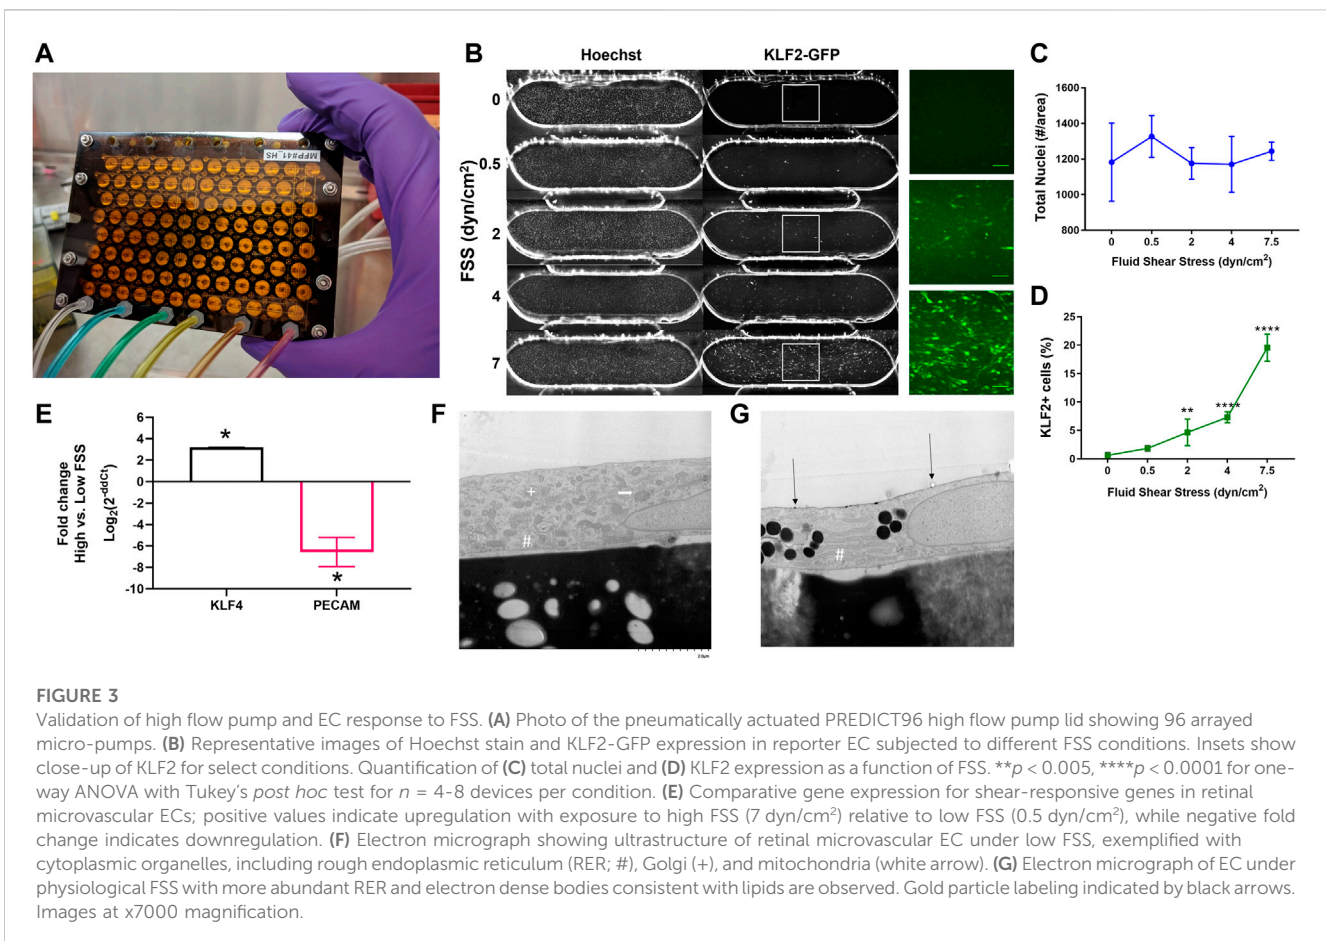 A
MFP#41_HS
B
Hoechst
KLF2-GFP
FSS (dyn/cm²)
0
0.5
2
4
7
C
Total Nuclei (#/area)
1600
1400
1200
1000
800
0
0.5
2
4
7.5
Fluid Shear Stress (dyn/cm²)
D
KLF2+ cells (%)
25
20
15
10
5
0
**
****
****
0
0.5
2
4
7.5
Fluid Shear Stress (dyn/cm²)
E
Fold change
High vs. Low FSS
Log₂(2^-ddCt)
6
4
2
0
-2
-4
-6
-8
-10
*
*
KLF4
PECAM
F
+
#
2.0µm
G
#
FIGURE 3
Validation of high flow pump and EC response to FSS. (A) Photo of the pneumatically actuated PREDICT96 high flow pump lid showing 96 arrayed
micro-pumps. (B) Representative images of Hoechst stain and KLF2-GFP expression in reporter EC subjected to different FSS conditions. Insets show
close-up of KLF2 for select conditions. Quantification of (C) total nuclei and (D) KLF2 expression as a function of FSS. **p < 0.005, ****p < 0.0001 for one-
way ANOVA with Tukey's post hoc test for n = 4-8 devices per condition. (E) Comparative gene expression for shear-responsive genes in retinal
microvascular ECs; positive values indicate upregulation with exposure to high FSS (7 dyn/cm²) relative to low FSS (0.5 dyn/cm²), while negative fold
change indicates downregulation. (F) Electron micrograph showing ultrastructure of retinal microvascular EC under low FSS, exemplified with
cytoplasmic organelles, including rough endoplasmic reticulum (RER; #), Golgi (+), and mitochondria (white arrow). (G) Electron micrograph of EC under
physiological FSS with more abundant RER and electron dense bodies consistent with lipids are observed. Gold particle labeling indicated by black arrows.
Images at x7000 magnification.